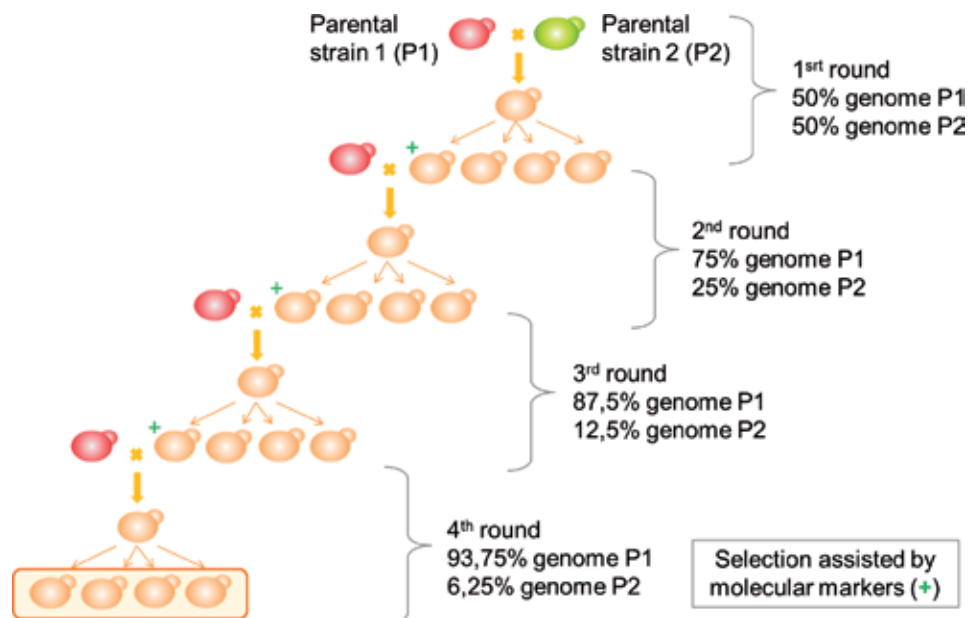 Parental
strain 1 (P1)
Parental
strain 2 (P2)
1srt round
50% genome P1
50% genome P2
2nd round
75% genome P1
25% genome P2
3rd round
87,5% genome P1
12,5% genome P2
4th round
93,75% genome P1
6,25% genome P2
Selection assisted by
molecular markers (+)